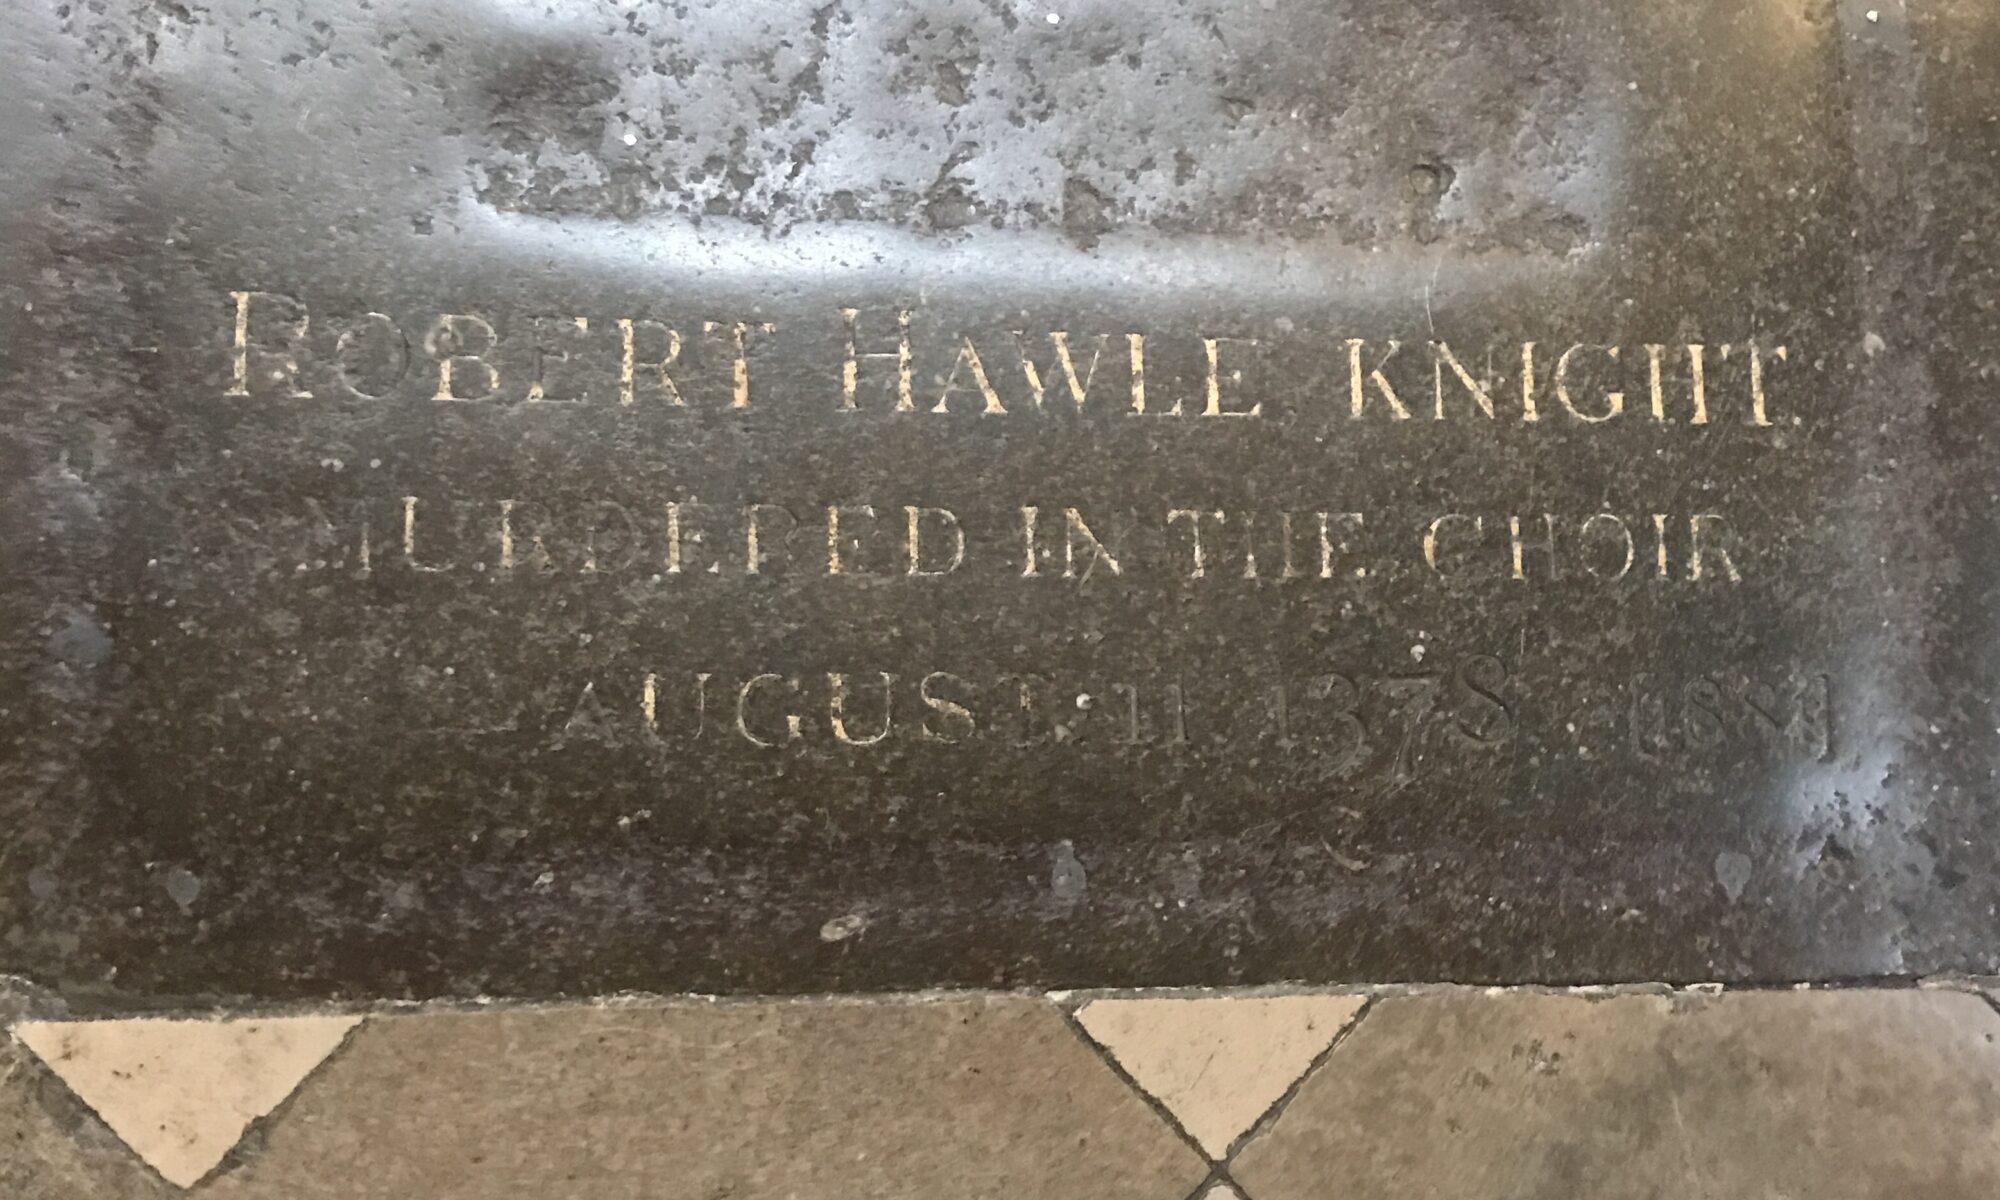 ROBERT HAWLE KNIGHT
MURDERED IN THE CHOIR
AUGUST. 11 1378